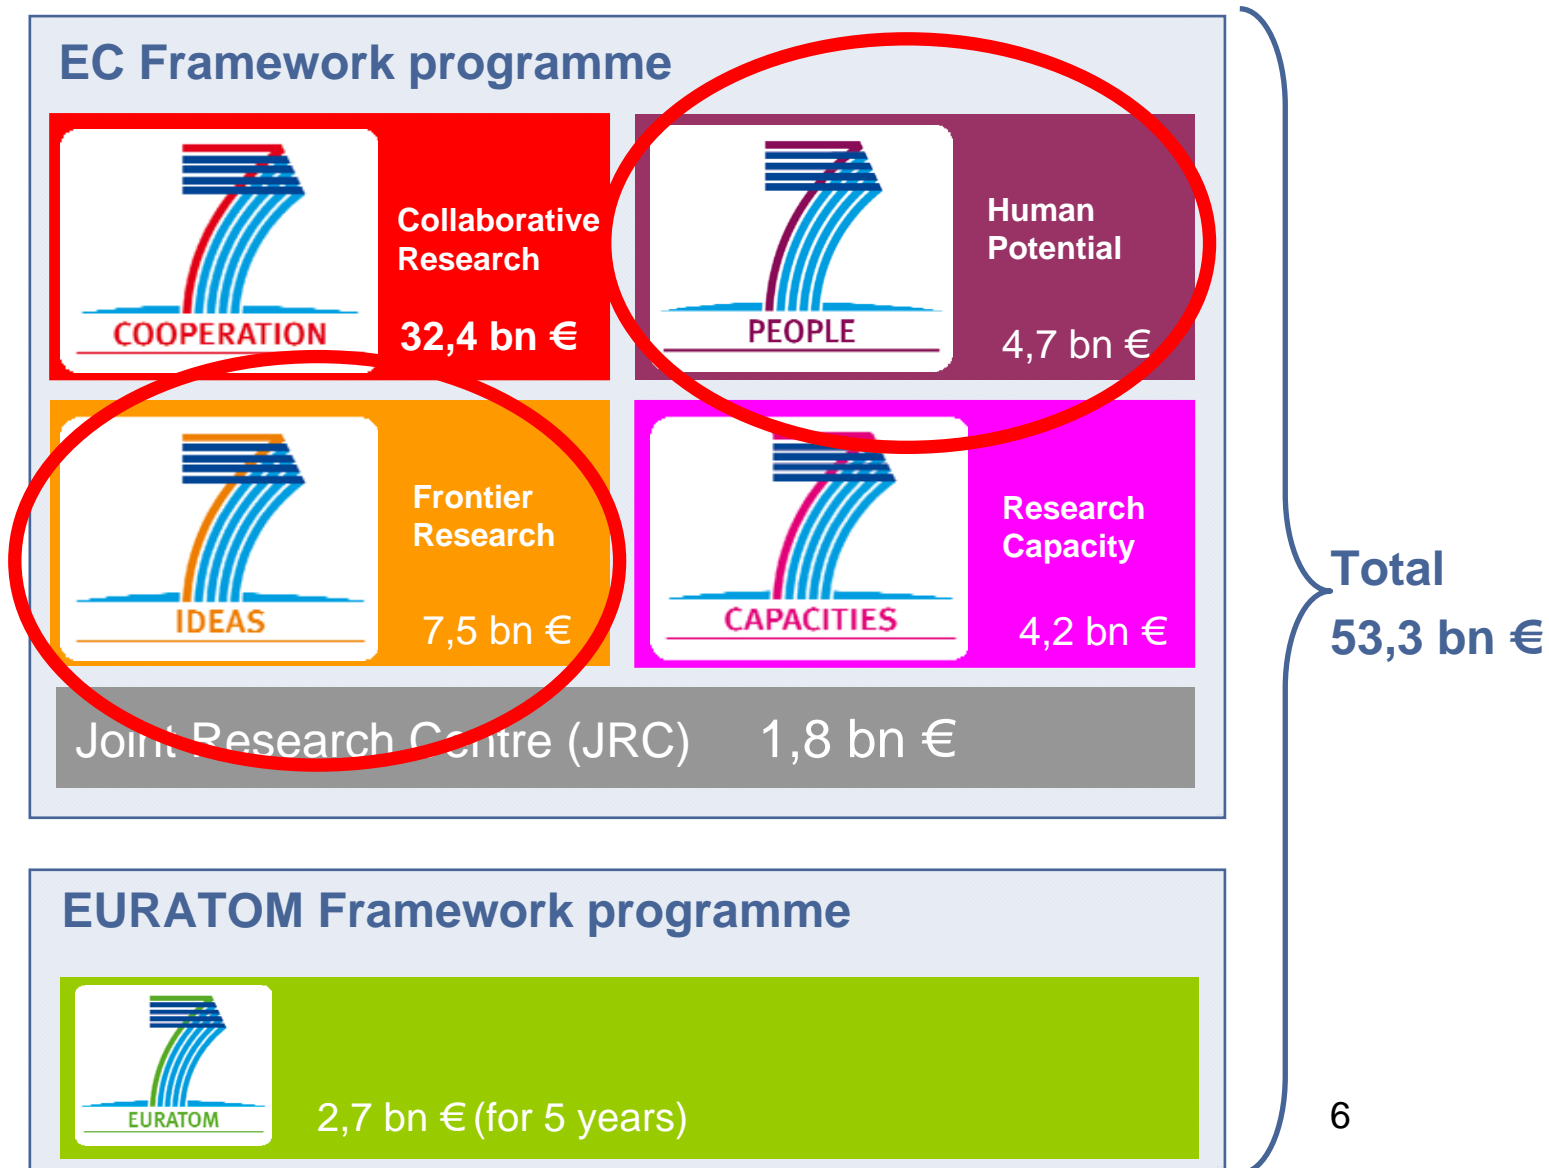 EC Framework programme
COOPERATION
Collaborative
Research
32,4 bn €
PEOPLE
Human
Potential
4,7 bn €
IDEAS
Frontier
Research
7,5 bn €
CAPACITIES
Research
Capacity
4,2 bn €
Joint Research Centre (JRC) 1,8 bn €
Total
53,3 bn €
EURATOM Framework programme
EURATOM
2,7 bn € (for 5 years)
6